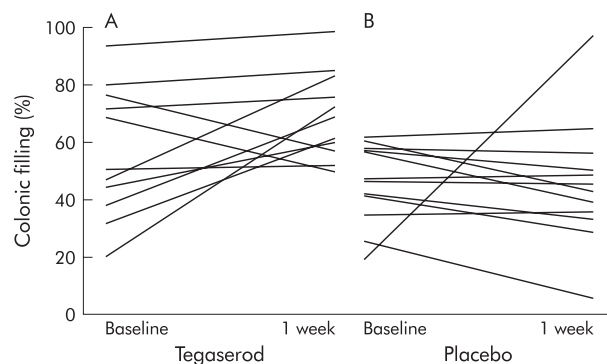 A
B
100
80
60
40
20
0
Colonic filling (%)
Baseline 1 week Baseline 1 week
Tegaserod Placebo